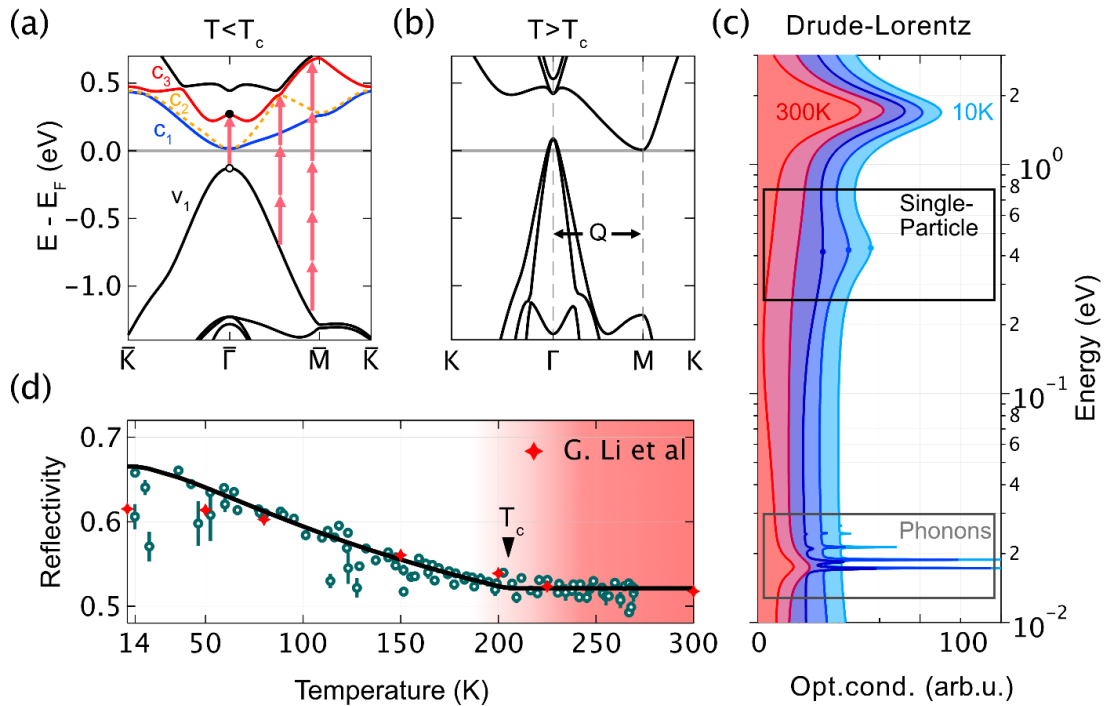 (a)
T<Tc
(b)
T>Tc
(c)
Drude-Lorentz
E - EF (eV)
0.5
0.0
−0.5
−1.0
c3
c2
c1
v1
K̄
Γ̄
M̄
K̄
Q
K
Γ
M
K
300K
10K
Single-
Particle
Phonons
2
10⁰
8
6
4
2
10⁻¹
8
6
4
2
10⁻²
Energy (eV)
0
100
Opt.cond. (arb.u.)
(d)
Reflectivity
0.7
0.6
0.5
G. Li et al
Tc
14
50
100
150
200
250
300
Temperature (K)